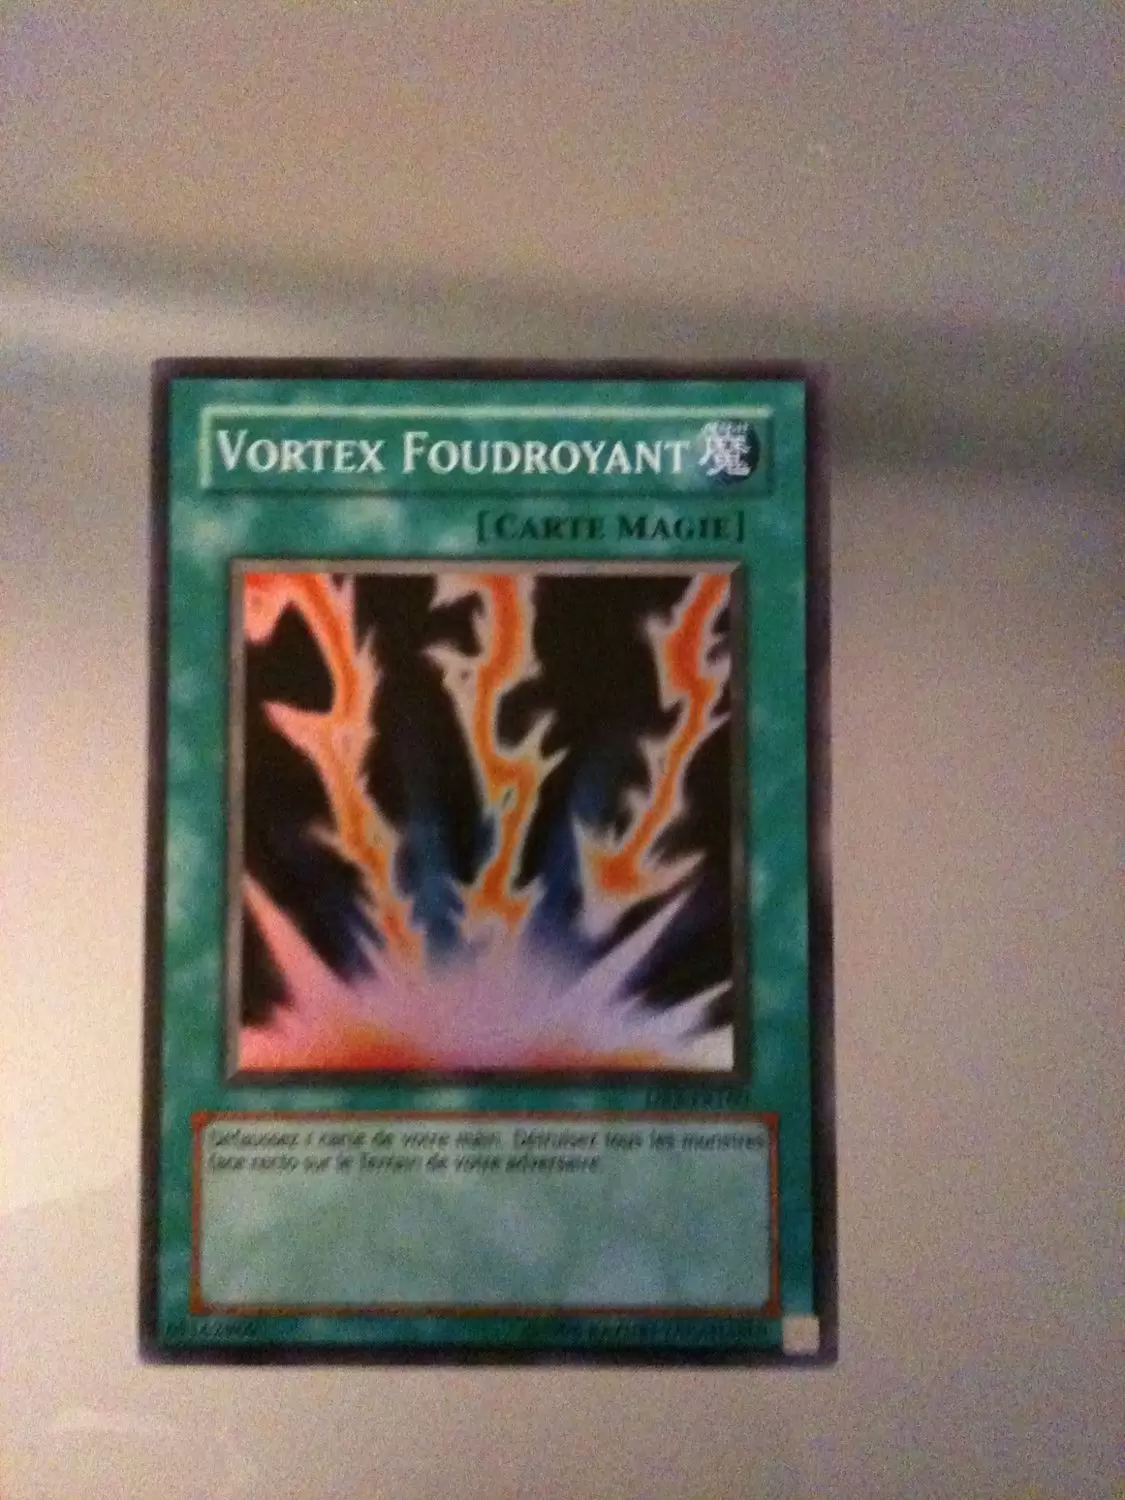 VORTEX FOUDROYANT 魔
[CARTE MAGIE]
Défaussez 1 carte de votre main. Détruisez tous les monstres
face recto sur le Terrain de votre adversaire.